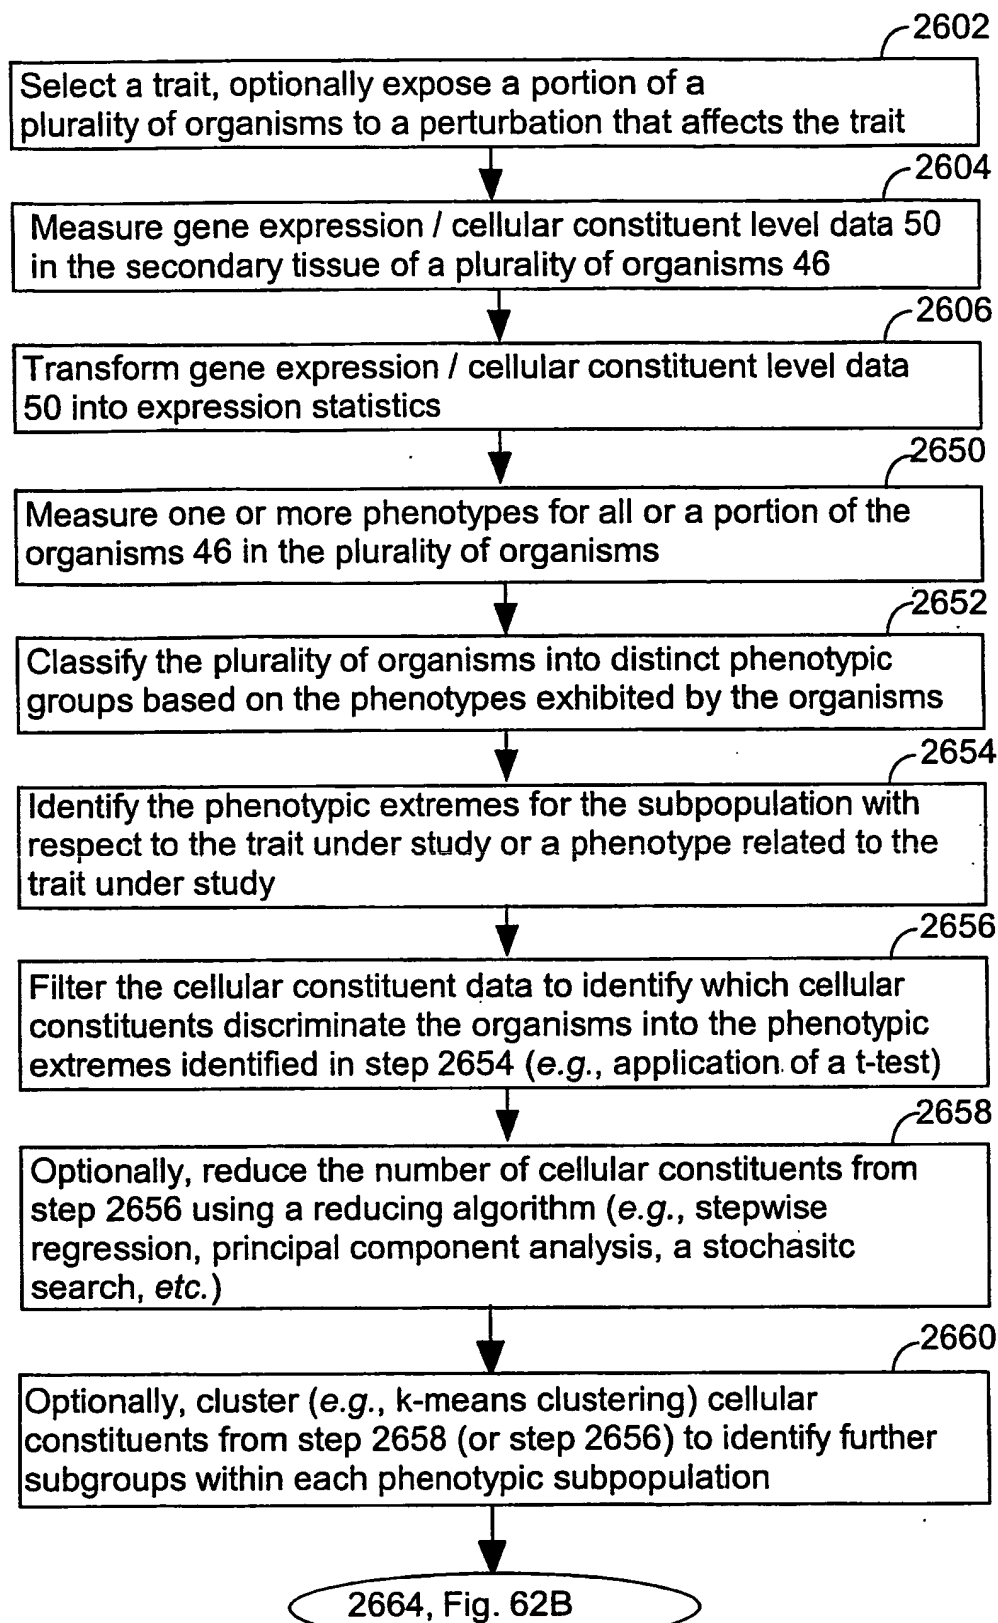 2602
Select a trait, optionally expose a portion of a
plurality of organisms to a perturbation that affects the trait
2604
Measure gene expression / cellular constituent level data 50
in the secondary tissue of a plurality of organisms 46
2606
Transform gene expression / cellular constituent level data
50 into expression statistics
2650
Measure one or more phenotypes for all or a portion of the
organisms 46 in the plurality of organisms
2652
Classify the plurality of organisms into distinct phenotypic
groups based on the phenotypes exhibited by the organisms
2654
Identify the phenotypic extremes for the subpopulation with
respect to the trait under study or a phenotype related to the
trait under study
2656
Filter the cellular constituent data to identify which cellular
constituents discriminate the organisms into the phenotypic
extremes identified in step 2654 (e.g., application of a t-test)
2658
Optionally, reduce the number of cellular constituents from
step 2656 using a reducing algorithm (e.g., stepwise
regression, principal component analysis, a stochasitc
search, etc.)
2660
Optionally, cluster (e.g., k-means clustering) cellular
constituents from step 2658 (or step 2656) to identify further
subgroups within each phenotypic subpopulation
2664, Fig. 62B